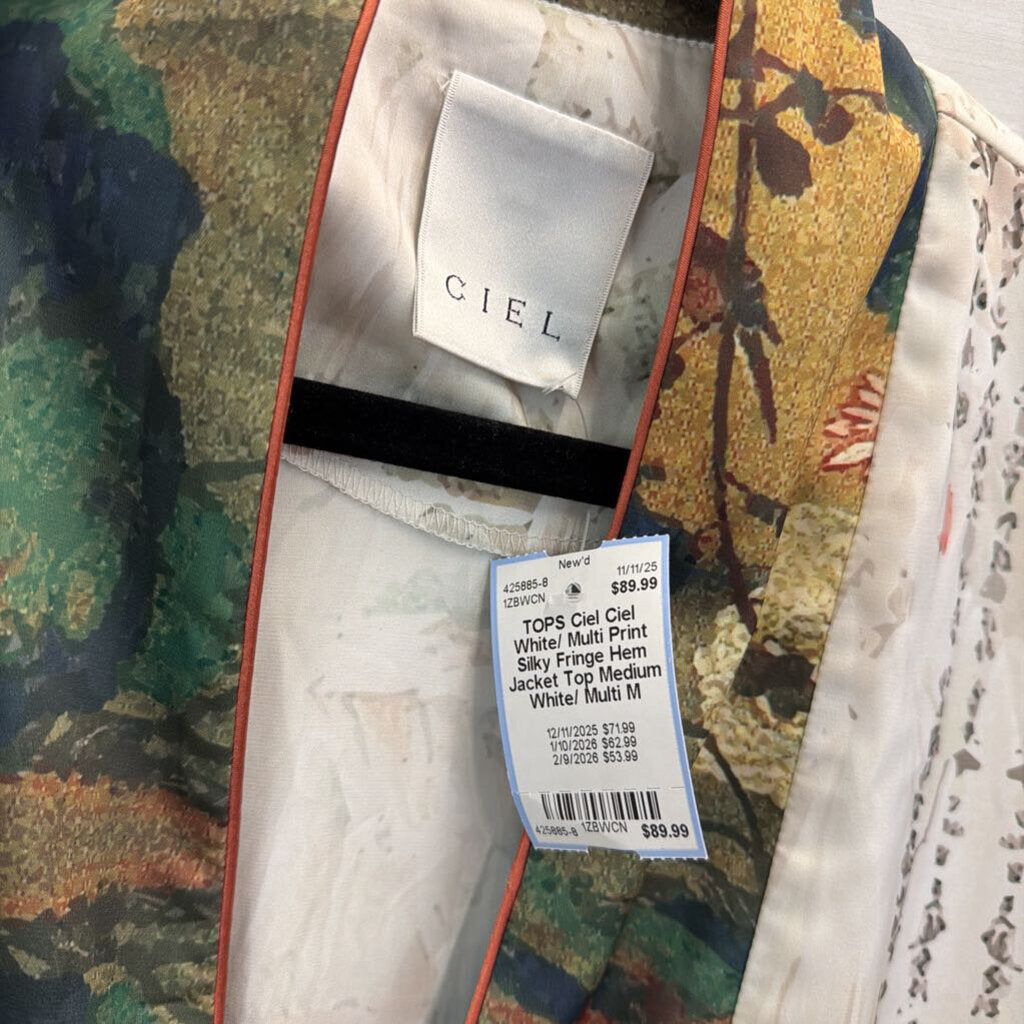 CIEL
New'd
425885-8 11/11/25
1ZBWCN $89.99
TOPS Ciel Ciel
White/ Multi Print
Silky Fringe Hem
Jacket Top Medium
White/ Multi M
12/11/2025 $71.99
1/10/2026 $62.99
2/9/2026 $53.99
425885-8 1ZBWCN $89.99